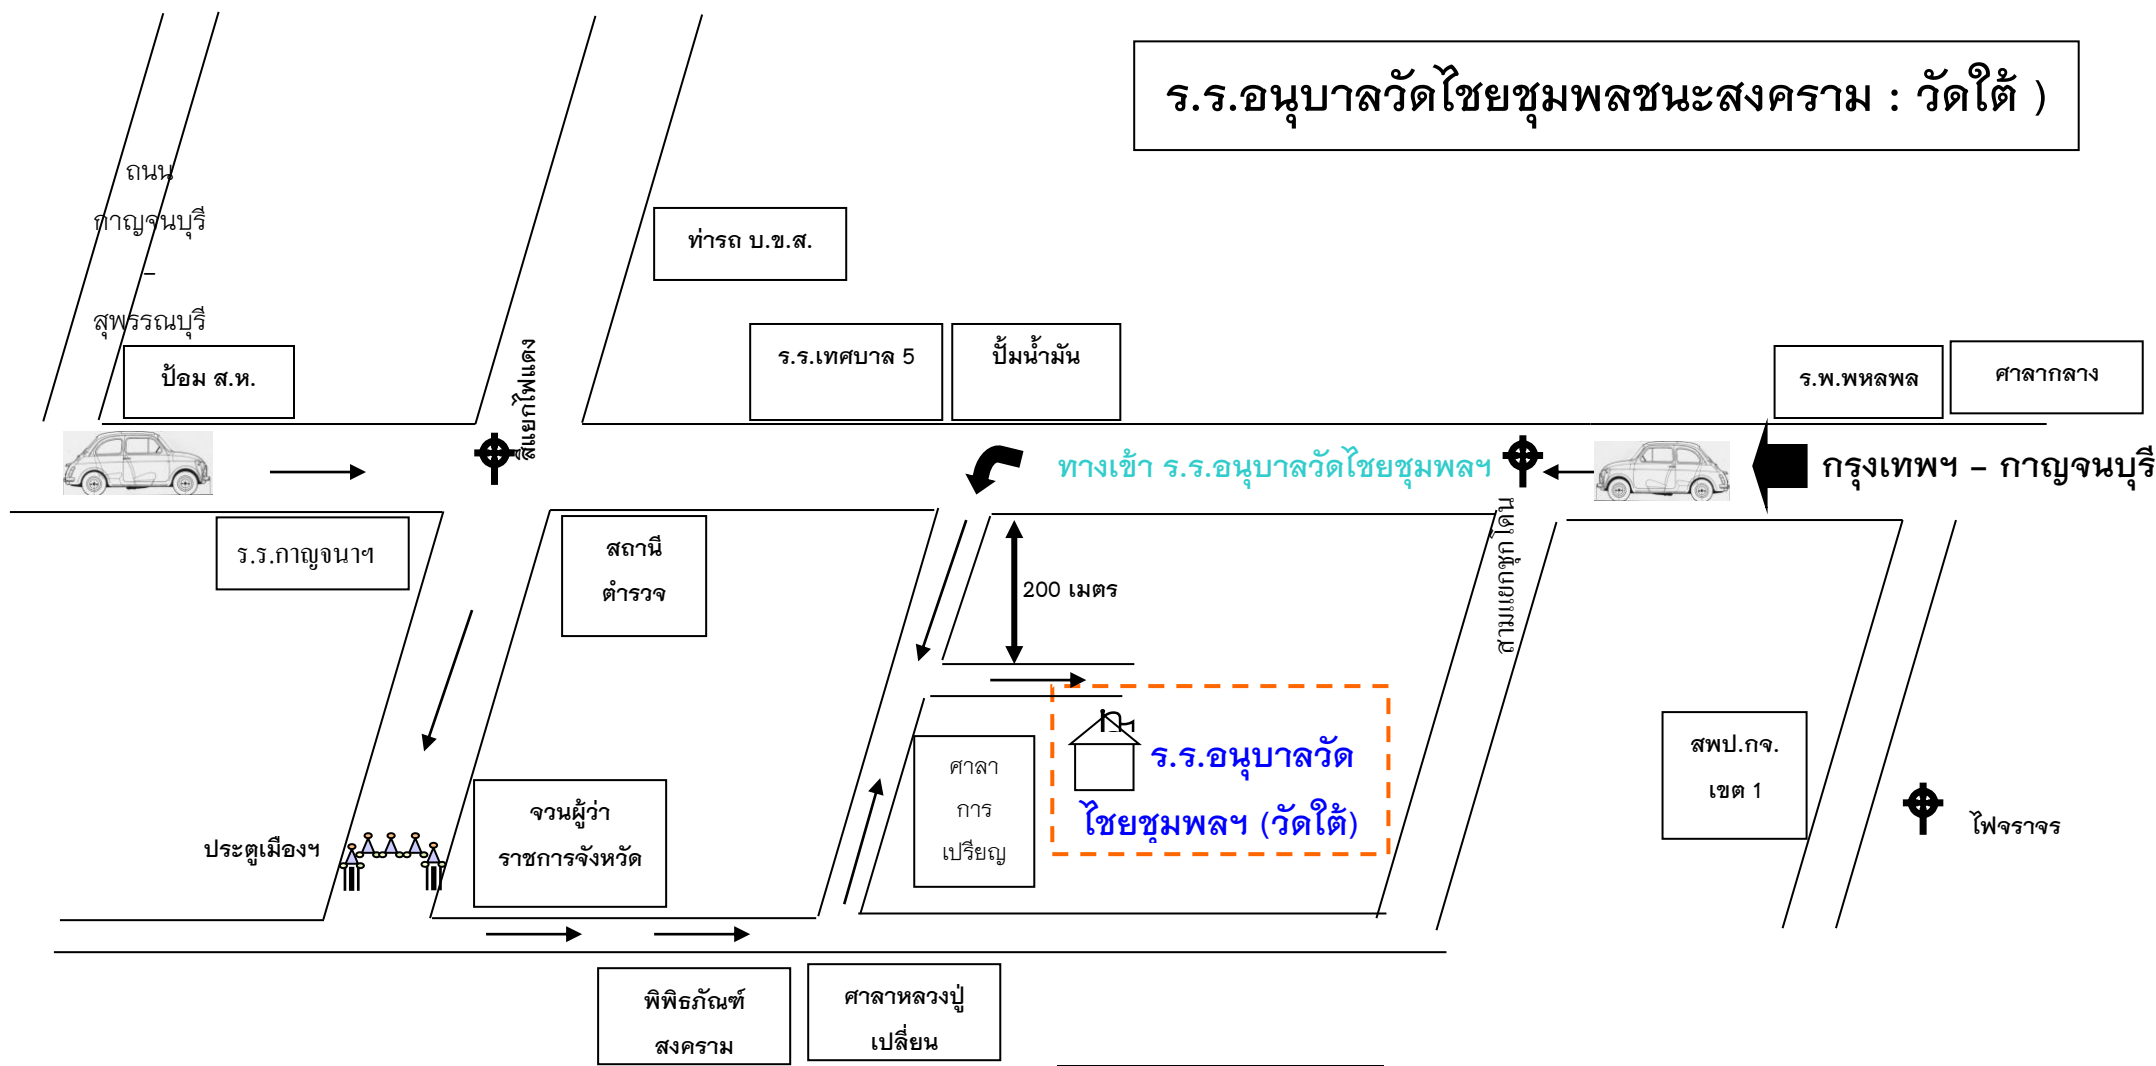 ร.ร.อนุบาลวัดไชยชุมพลชนะสงคราม : วัดใต้ )
ถนน
กาญจนบุรี
–
สุพรรณบุรี
ท่ารถ บ.ข.ส.
ป้อม ส.ห.
สี่แยกไฟแดง
ร.ร.เทศบาล 5
ปั้มน้ำมัน
ร.พ.พหลพล
ศาลากลาง
ทางเข้า ร.ร.อนุบาลวัดไชยชุมพลฯ
กรุงเทพฯ – กาญจนบุรี
ร.ร.กาญจนาฯ
สถานี
ตำรวจ
200 เมตร
สามแยกชุกโดน
ศาลา
การ
เปรียญ
ร.ร.อนุบาลวัด
ไชยชุมพลฯ (วัดใต้)
สพป.กจ.
เขต 1
ไฟจราจร
ประตูเมืองฯ
จวนผู้ว่า
ราชการจังหวัด
พิพิธภัณฑ์
สงคราม
ศาลาหลวงปู่
เปลี่ยน